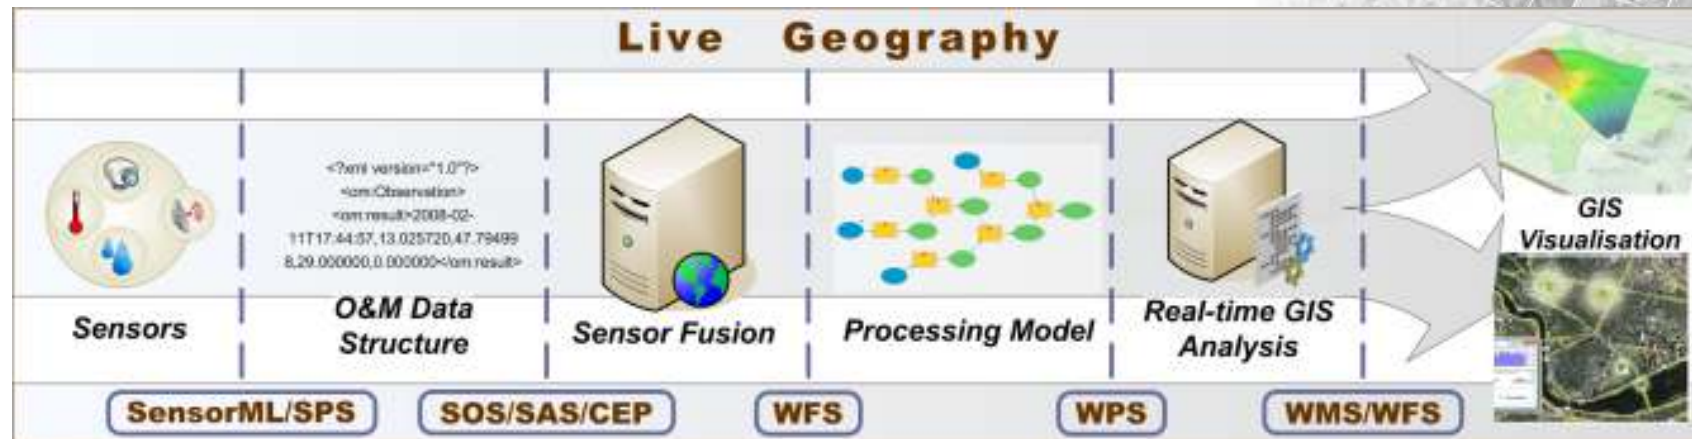 Live Geography
<?xml version="1.0"?>
<om:Observation>
<om:result>2008-02-
11T17:44:57,13.025720,47.79499
8,29.000000,0.000000</om:result>
Sensors
O&M Data
Structure
Sensor Fusion
Processing Model
Real-time GIS
Analysis
GIS
Visualisation
SensorML/SPS
SOS/SAS/CEP
WFS
WPS
WMS/WFS